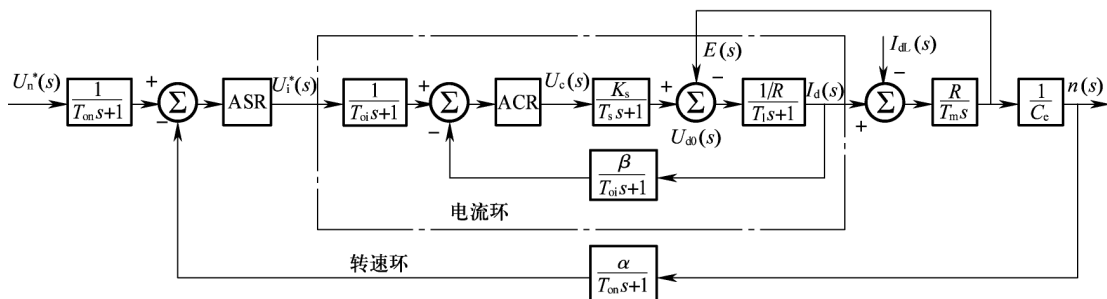 E(s)
I_dL(s)
U_n^*(s)
1/(T_on s+1)
+
Σ
−
ASR
U_i^*(s)
1/(T_oi s+1)
+
Σ
−
ACR
U_c(s)
K_s/(T_s s+1)
+
Σ
−
U_d0(s)
(1/R)/(T_l s+1)
I_d(s)
−
Σ
+
R/(T_m s)
1/C_e
n(s)
β/(T_oi s+1)
电流环
转速环
α/(T_on s+1)